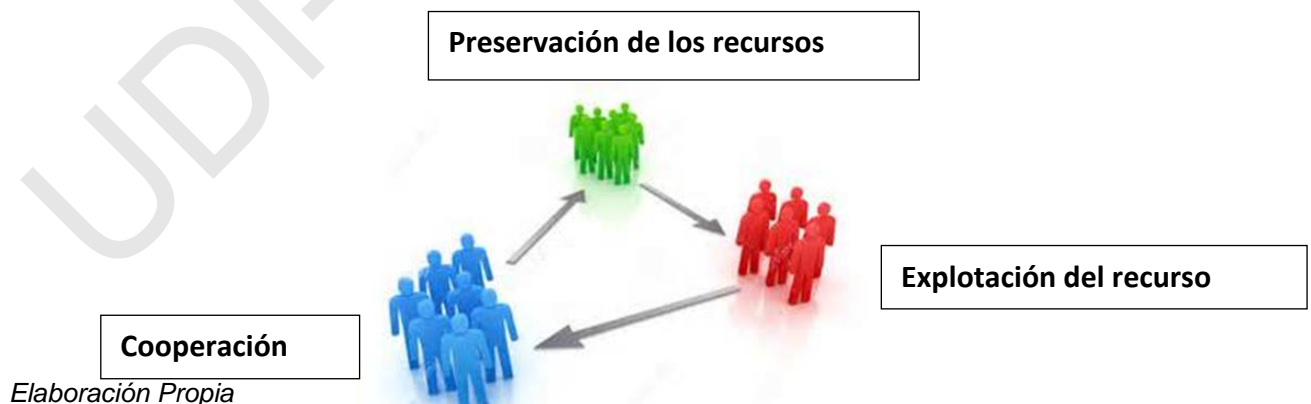 Preservación de los recursos
Explotación del recurso
Cooperación
Elaboración Propia